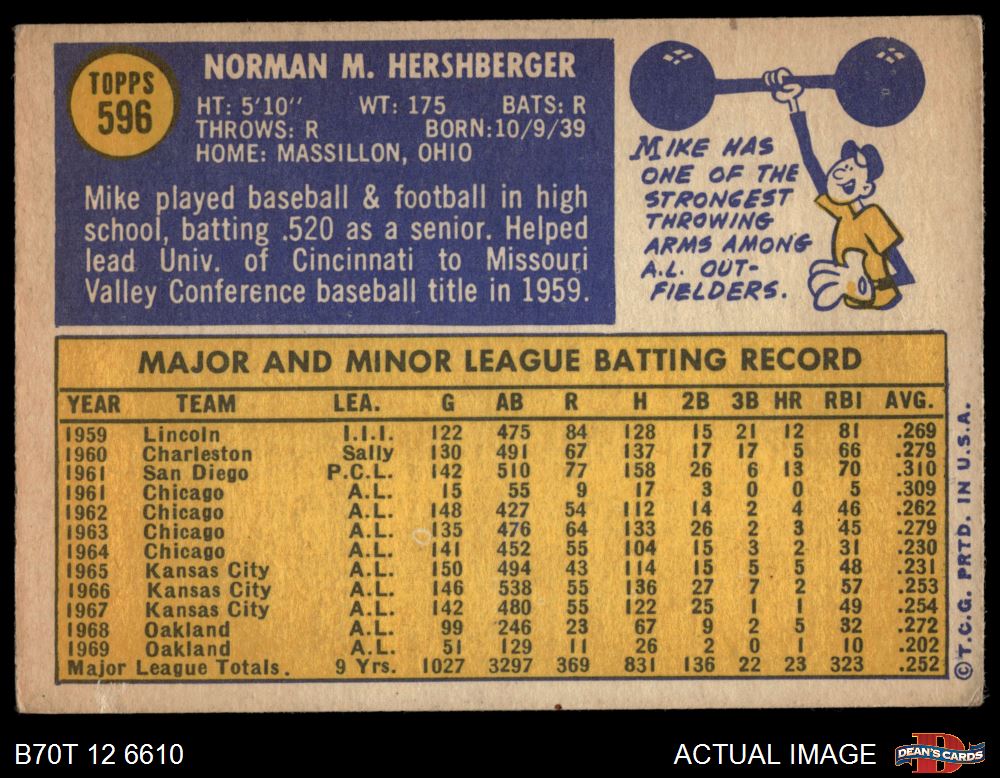 TOPPS
596
NORMAN M. HERSHBERGER
HT: 5'10" WT: 175 BATS: R
THROWS: R BORN:10/9/39
HOME: MASSILLON, OHIO
Mike played baseball & football in high
school, batting .520 as a senior. Helped
lead Univ. of Cincinnati to Missouri
Valley Conference baseball title in 1959.
MIKE HAS
ONE OF THE
STRONGEST
THROWING
ARMS AMONG
A.L. OUT-
FIELDERS.
MAJOR AND MINOR LEAGUE BATTING RECORD
YEAR TEAM LEA. G AB R H 2B 3B HR RBI AVG.
1959 Lincoln I.I.I. 122 475 84 128 15 21 12 81 .269
1960 Charleston Sally 130 491 67 137 17 17 5 66 .279
1961 San Diego P.C.L. 142 510 77 158 26 6 13 70 .310
1961 Chicago A.L. 15 55 9 17 3 0 0 5 .309
1962 Chicago A.L. 148 427 54 112 14 2 4 46 .262
1963 Chicago A.L. 135 476 64 133 26 2 3 45 .279
1964 Chicago A.L. 141 452 55 104 15 3 2 31 .230
1965 Kansas City A.L. 150 494 43 114 15 5 5 48 .231
1966 Kansas City A.L. 146 538 55 136 27 7 2 57 .253
1967 Kansas City A.L. 142 480 55 122 25 1 1 49 .254
1968 Oakland A.L. 99 246 23 67 9 2 5 32 .272
1969 Oakland A.L. 51 129 11 26 2 0 1 10 .202
Major League Totals. 9 Yrs. 1027 3297 369 831 136 22 23 323 .252
©T.C.G. PRTD. IN U.S.A.
B70T 12 6610
ACTUAL IMAGE
DEAN'S CARDS